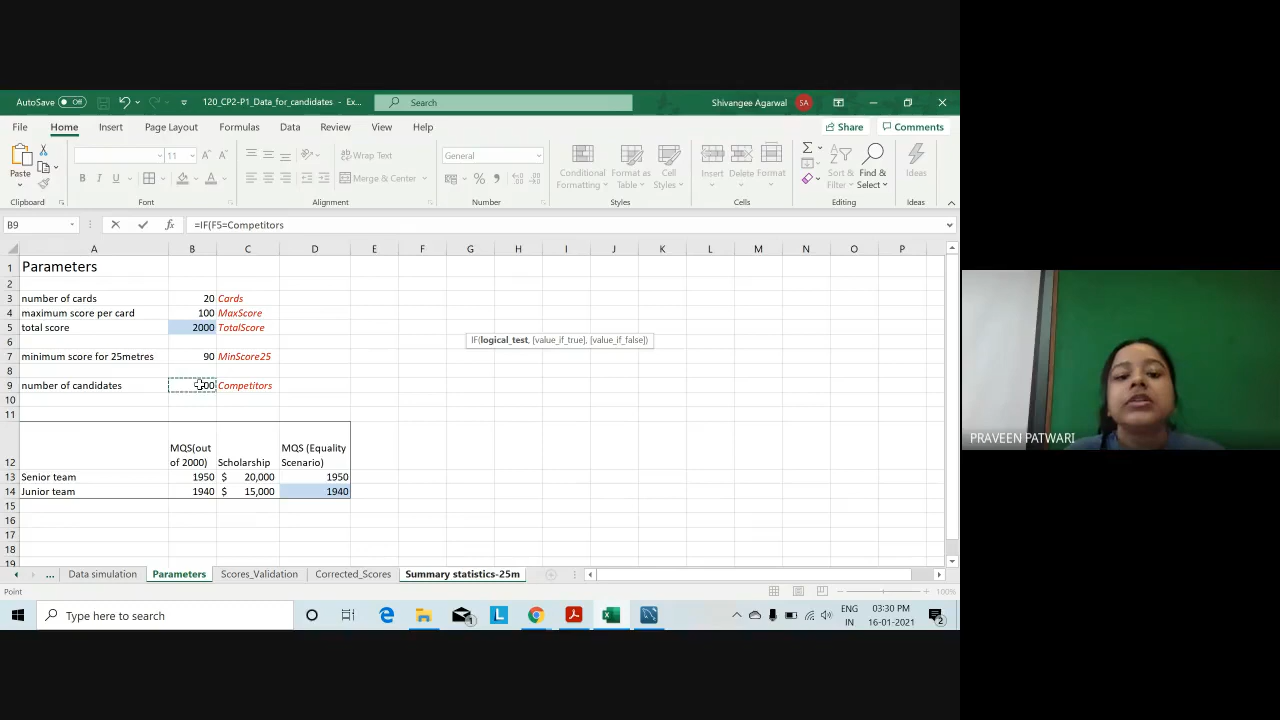 AutoSave Off 120_CP2-P1_Data_for_candidates - Ex... Search Shivangee Agarwal SA
File Home Insert Page Layout Formulas Data Review View Help Share Comments
Paste 11 Wrap Text General Conditional Formatting Format as Table Cell Styles Insert Delete Format Sort & Filter Find & Select Ideas
B I U Merge & Center
Clipboard Font Alignment Number Styles Cells Editing Ideas
B9 =IF(F5=Competitors
A B C D E F G H I J K L M N O P
1 Parameters
2
3 number of cards 20 Cards
4 maximum score per card 100 MaxScore
5 total score 2000 TotalScore
6 IF(logical_test, [value_if_true], [value_if_false])
7 minimum score for 25metres 90 MinScore25
8
9 number of candidates Competitors
10
11
12 MQS(out of 2000) Scholarship MQS (Equality Scenario)
13 Senior team 1950 $ 20,000 1950
14 Junior team 1940 $ 15,000 1940
15
16
17
18
19
... Data simulation Parameters Scores_Validation Corrected_Scores Summary statistics-25m
Point 100%
Type here to search ENG IN 03:30 PM 16-01-2021 2
PRAVEEN PATWARI